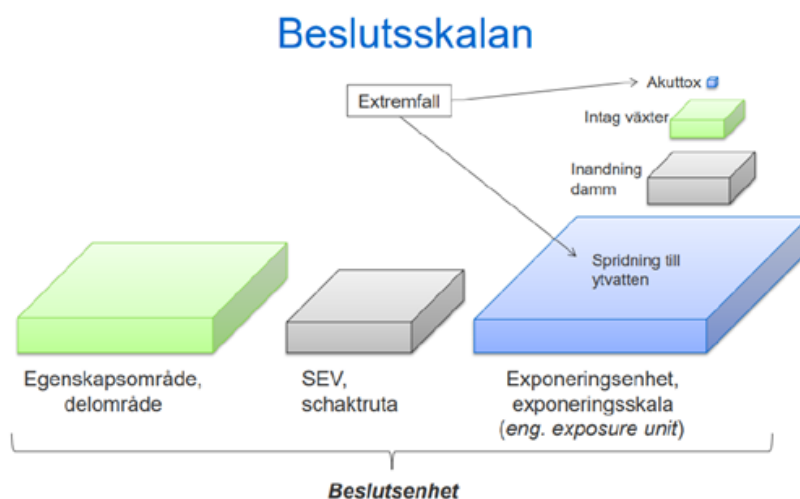 Beslutsskalan
Extremfall
Akuttox
Intag växter
Inandning
damm
Spridning till
ytvatten
Egenskapsområde,
delområde
SEV,
schaktruta
Exponeringsenhet,
exponeringsskala
(eng. exposure unit)
Beslutsenhet